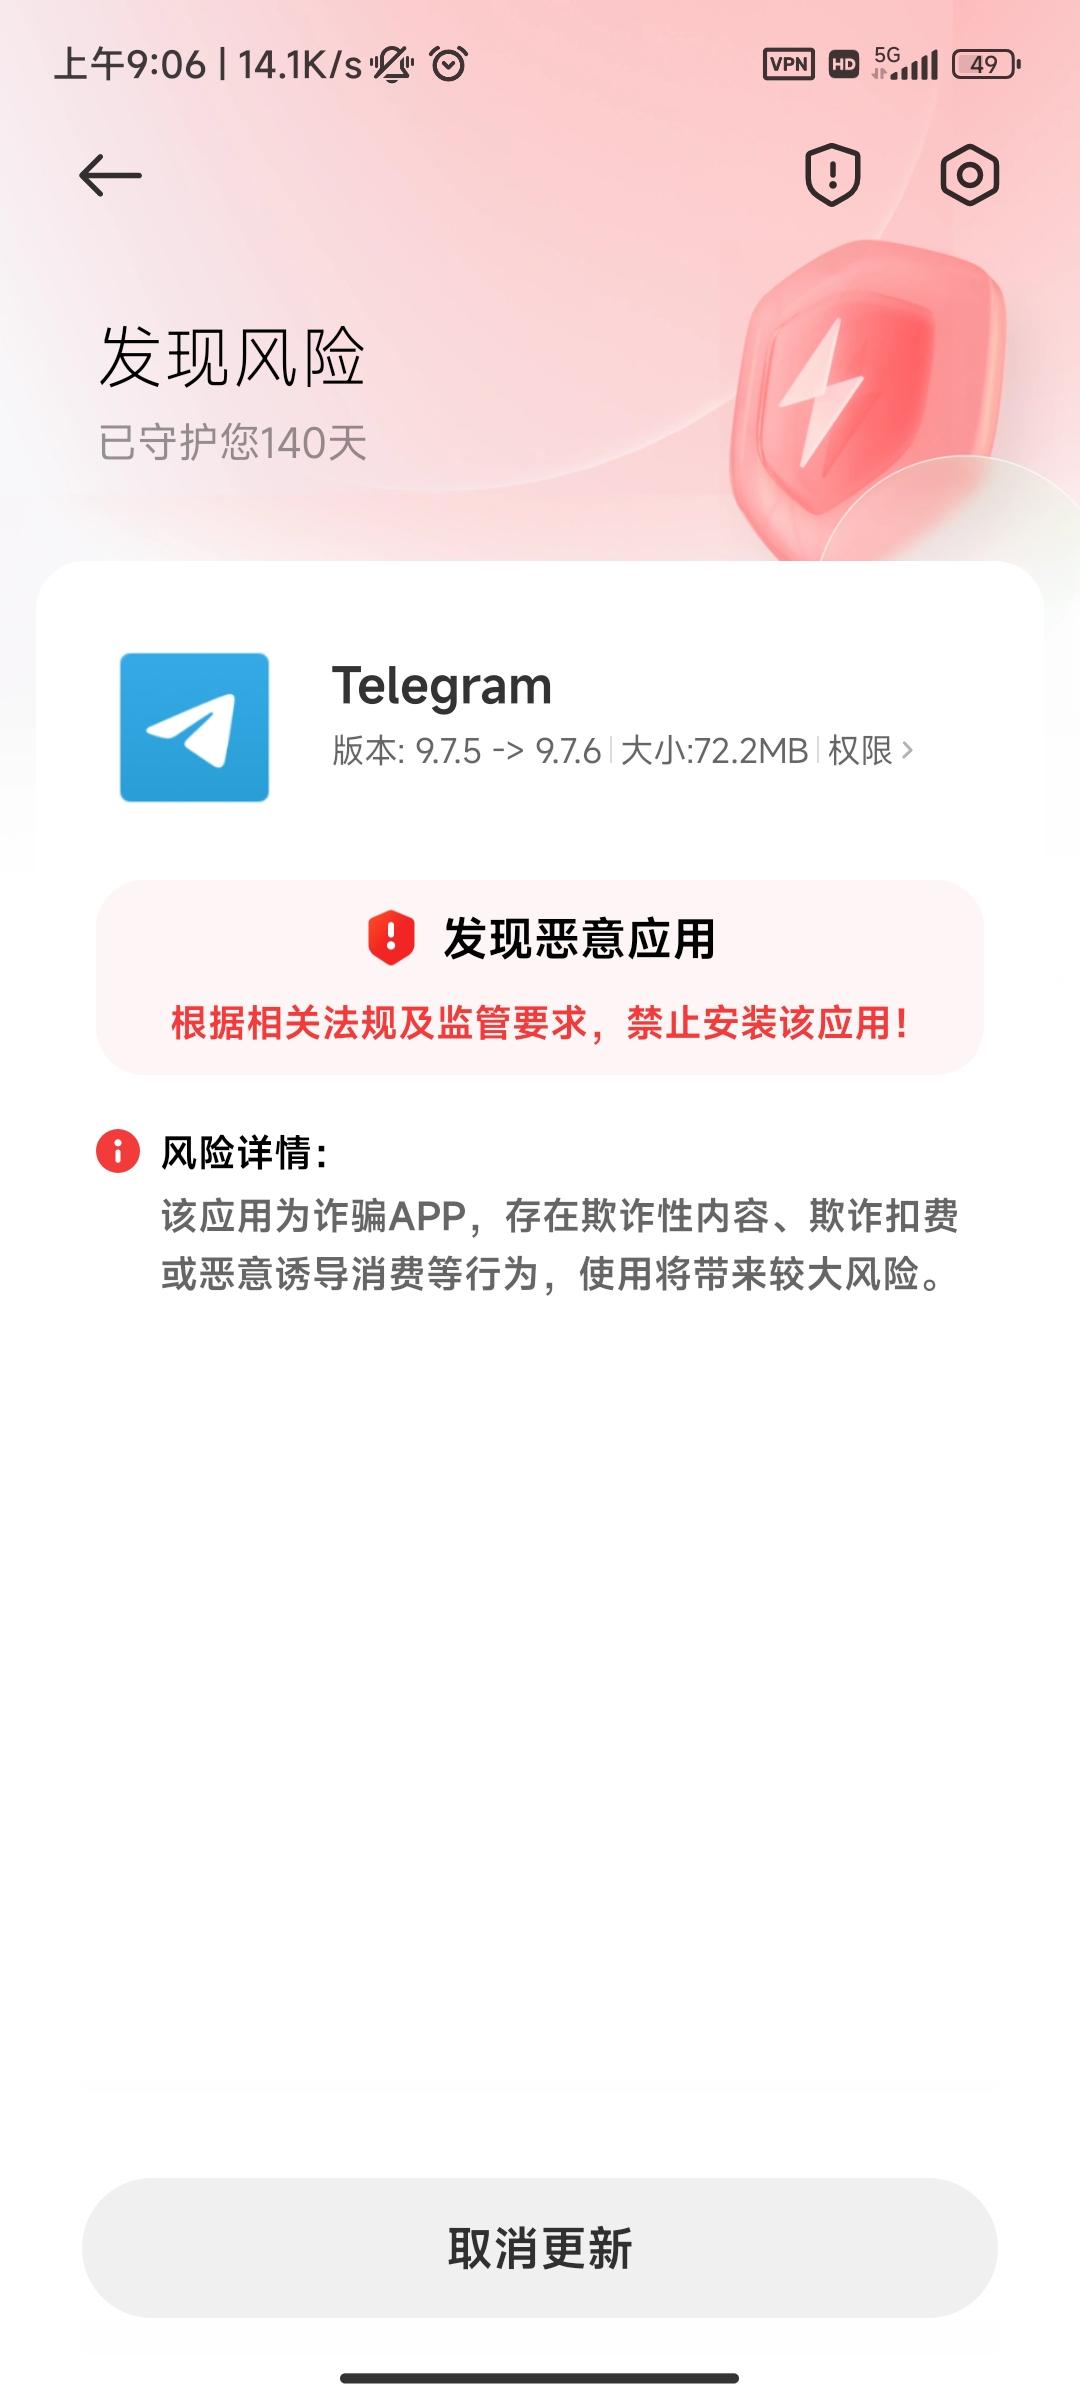 上午9:06 | 14.1K/s
VPN HD 5G 49
发现风险
已守护您140天
Telegram
版本: 9.7.5 -> 9.7.6 | 大小:72.2MB | 权限 >
发现恶意应用
根据相关法规及监管要求，禁止安装该应用！
风险详情：
该应用为诈骗APP，存在欺诈性内容、欺诈扣费
或恶意诱导消费等行为，使用将带来较大风险。
取消更新